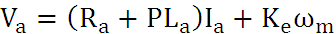 Vₐ = (Rₐ + PLₐ)Iₐ + Kₑωₘ